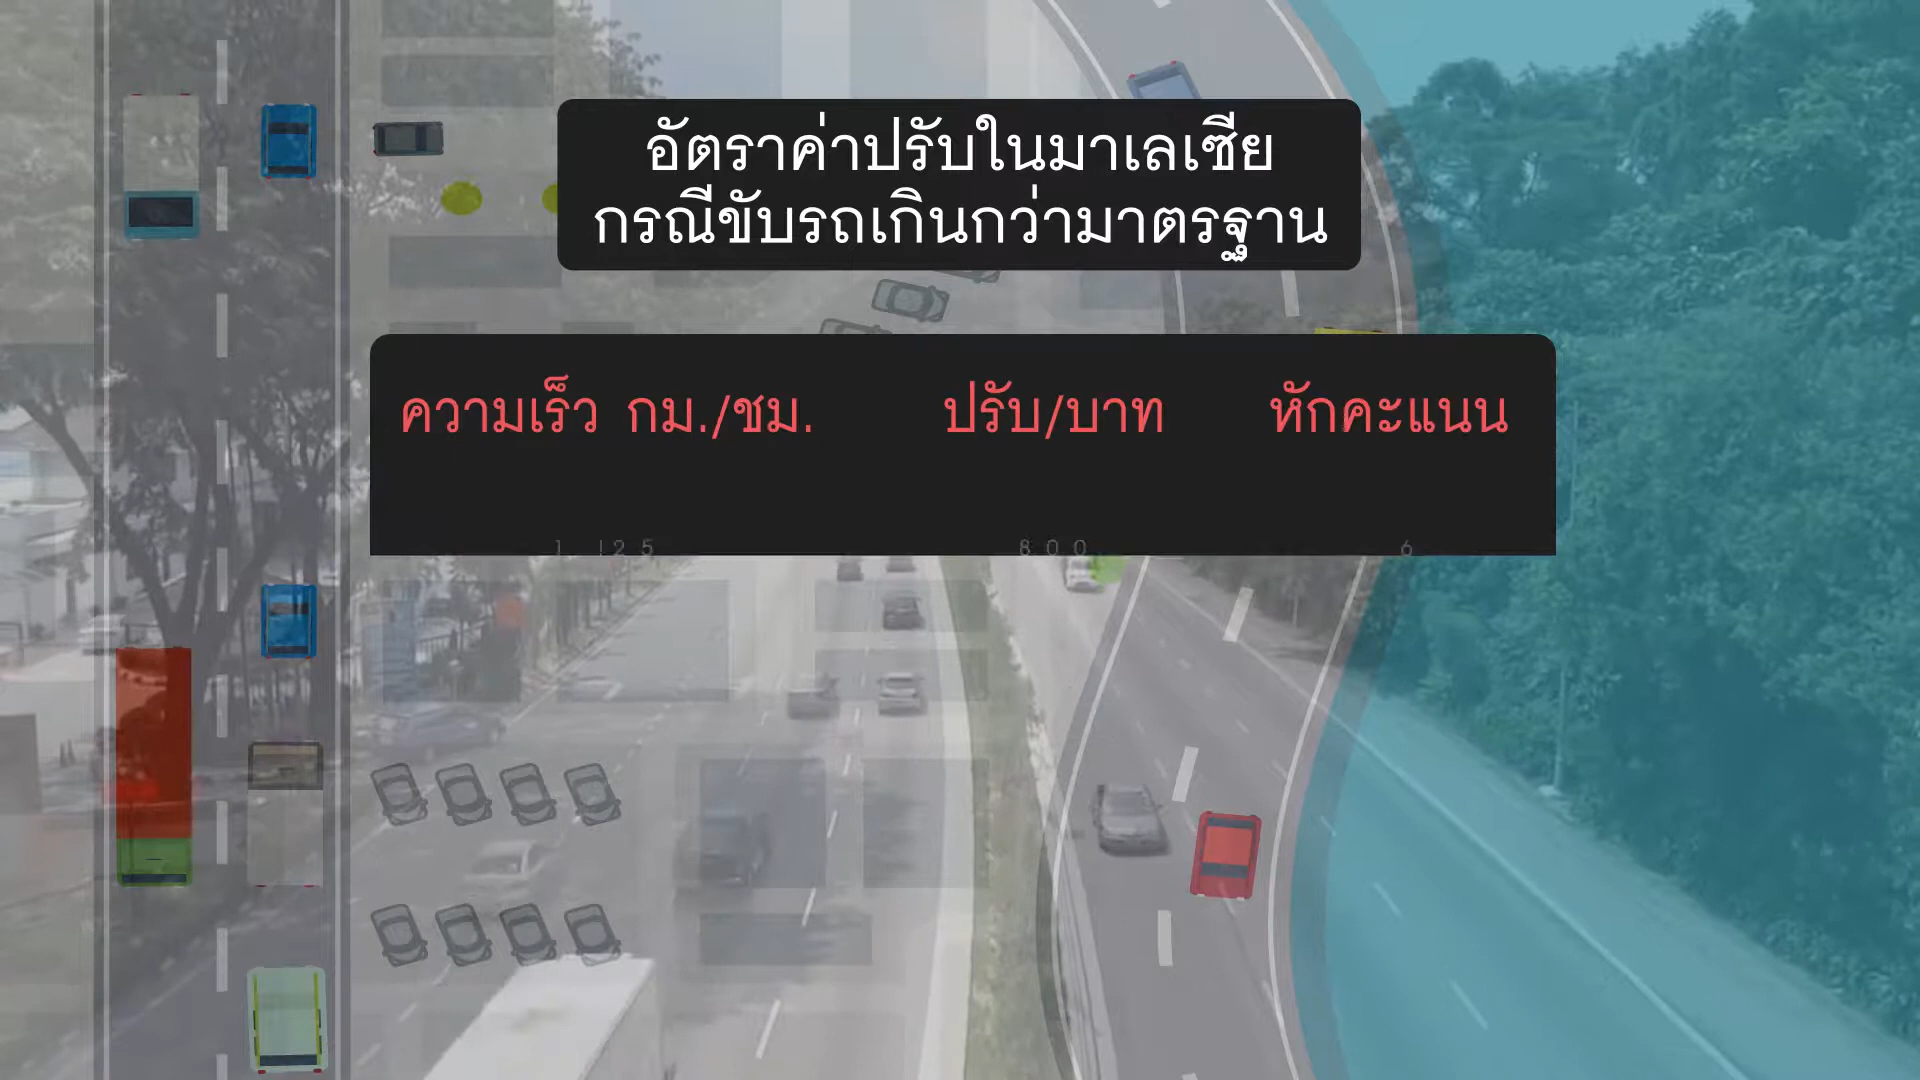 อัตราค่าปรับในมาเลเซีย
กรณีขับรถเกินกว่ามาตรฐาน
ความเร็ว กม./ชม. ปรับ/บาท หักคะแนน
800 6